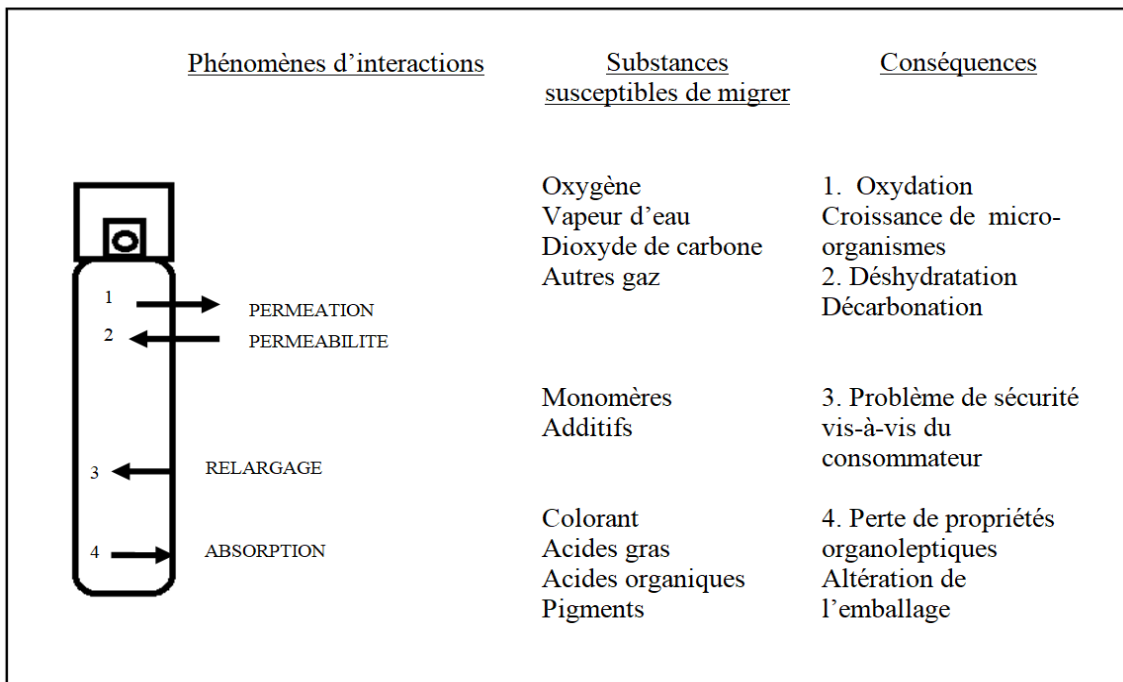 Phénomènes d’interactions
Substances
susceptibles de migrer
Conséquences
1
PERMEATION
2
PERMEABILITE
Oxygène
Vapeur d’eau
Dioxyde de carbone
Autres gaz
1. Oxydation
Croissance de micro-
organismes
2. Déshydratation
Décarbonation
3
RELARGAGE
Monomères
Additifs
3. Problème de sécurité
vis-à-vis du
consommateur
4
ABSORPTION
Colorant
Acides gras
Acides organiques
Pigments
4. Perte de propriétés
organoleptiques
Altération de
l’emballage